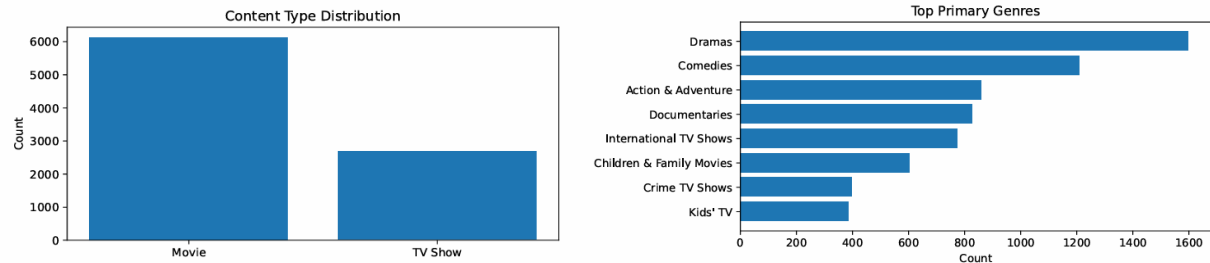 Content Type Distribution
6000
5000
4000
3000
2000
1000
0
Count
Movie
TV Show
Top Primary Genres
Dramas
Comedies
Action & Adventure
Documentaries
International TV Shows
Children & Family Movies
Crime TV Shows
Kids' TV
0 200 400 600 800 1000 1200 1400 1600
Count